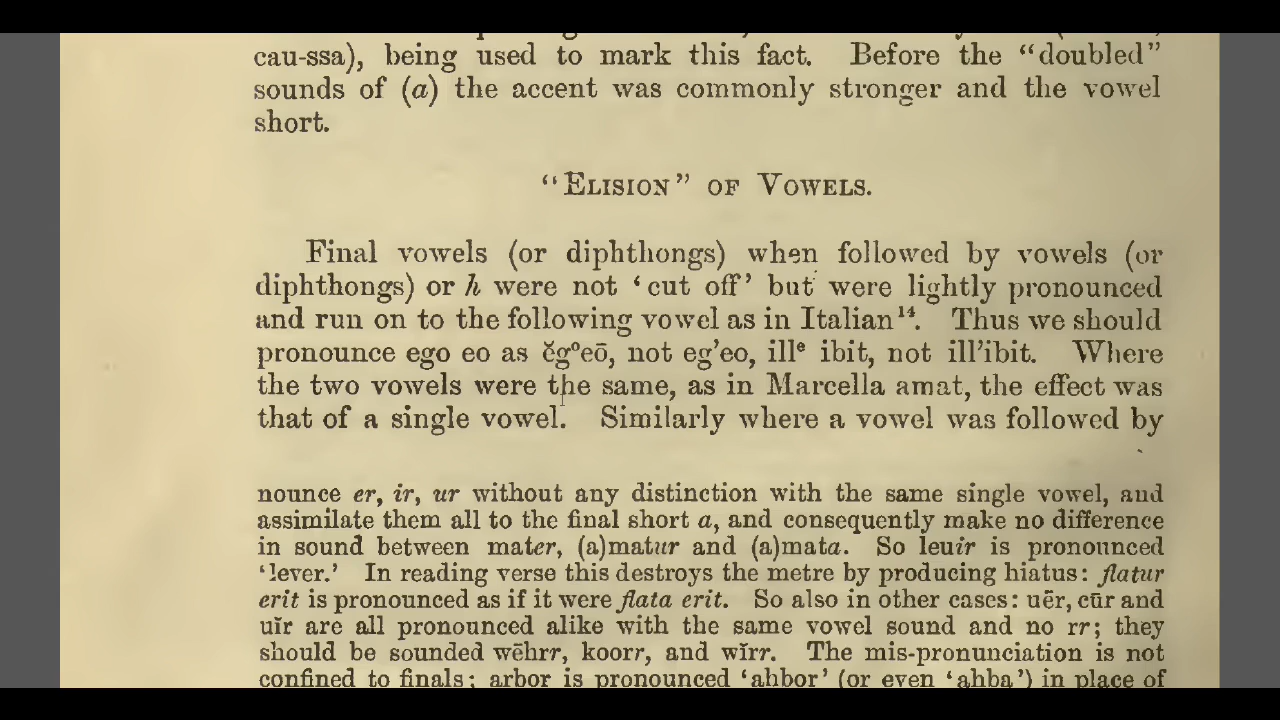 cau-ssa), being used to mark this fact. Before the “doubled”
sounds of (a) the accent was commonly stronger and the vowel
short.
“ELISION” OF VOWELS.
Final vowels (or diphthongs) when followed by vowels (or
diphthongs) or h were not ‘cut off’ but were lightly pronounced
and run on to the following vowel as in Italian¹⁴. Thus we should
pronounce ego eo as ĕgᵒeō, not eg’eo, illᵉ ibit, not ill’ibit. Where
the two vowels were the same, as in Marcella amat, the effect was
that of a single vowel. Similarly where a vowel was followed by
nounce er, ir, ur without any distinction with the same single vowel, and
assimilate them all to the final short a, and consequently make no difference
in sound between mater, (a)matur and (a)mata. So leuir is pronounced
‘lever.’ In reading verse this destroys the metre by producing hiatus: flatur
erit is pronounced as if it were flata erit. So also in other cases: uēr, cūr and
uĭr are all pronounced alike with the same vowel sound and no rr; they
should be sounded wēhrr, koorr, and wĭrr. The mis-pronunciation is not
confined to finals; arbor is pronounced ‘ahbor’ (or even ‘ahba’) in place of